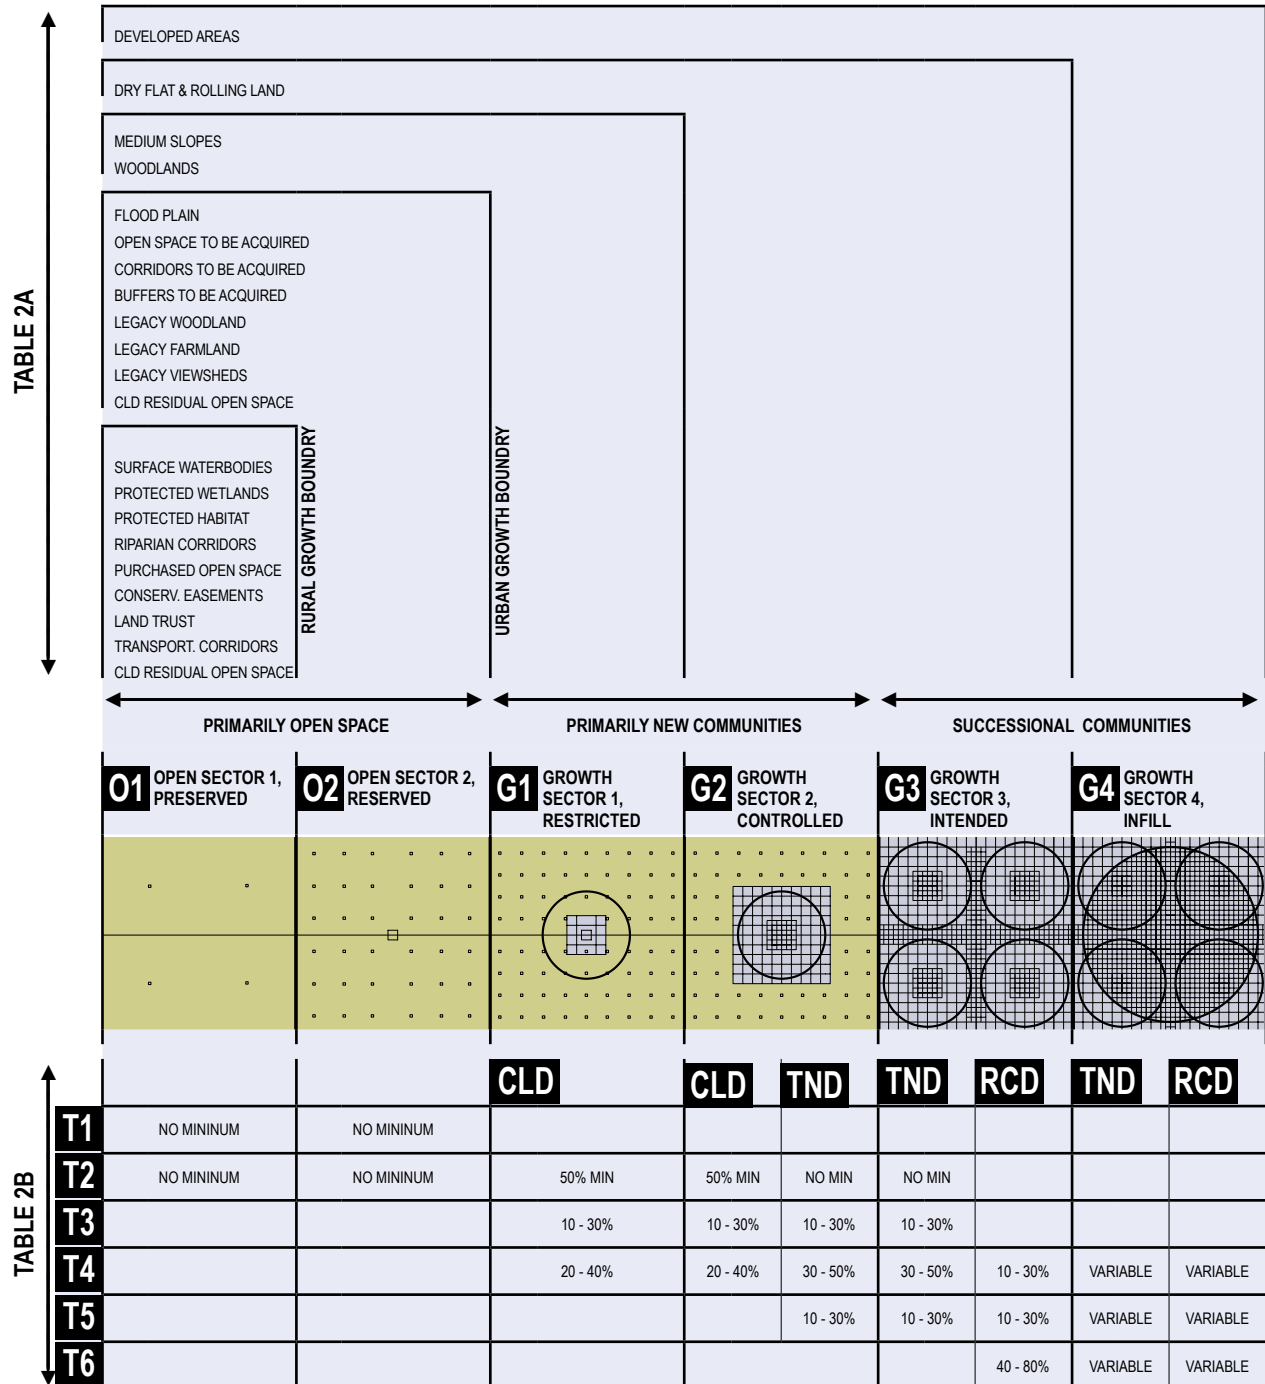 DEVELOPED AREAS
DRY FLAT & ROLLING LAND
MEDIUM SLOPES
WOODLANDS
FLOOD PLAIN
OPEN SPACE TO BE ACQUIRED
CORRIDORS TO BE ACQUIRED
BUFFERS TO BE ACQUIRED
LEGACY WOODLAND
LEGACY FARMLAND
LEGACY VIEWSHEDS
CLD RESIDUAL OPEN SPACE
SURFACE WATERBODIES
PROTECTED WETLANDS
PROTECTED HABITAT
RIPARIAN CORRIDORS
PURCHASED OPEN SPACE
CONSERV. EASEMENTS
LAND TRUST
TRANSPORT. CORRIDORS
CLD RESIDUAL OPEN SPACE
RURAL GROWTH BOUNDRY
URBAN GROWTH BOUNDRY
TABLE 2A
PRIMARILY OPEN SPACE
PRIMARILY NEW COMMUNITIES
SUCCESSIONAL COMMUNITIES
O1 OPEN SECTOR 1,
PRESERVED
O2 OPEN SECTOR 2,
RESERVED
G1 GROWTH
SECTOR 1,
RESTRICTED
G2 GROWTH
SECTOR 2,
CONTROLLED
G3 GROWTH
SECTOR 3,
INTENDED
G4 GROWTH
SECTOR 4,
INFILL
TABLE 2B
CLD CLD TND TND RCD TND RCD
T1 NO MININUM NO MININUM
T2 NO MININUM NO MININUM 50% MIN 50% MIN NO MIN NO MIN
T3 10 - 30% 10 - 30% 10 - 30% 10 - 30%
T4 20 - 40% 20 - 40% 30 - 50% 30 - 50% 10 - 30% VARIABLE VARIABLE
T5 10 - 30% 10 - 30% 10 - 30% VARIABLE VARIABLE
T6 40 - 80% VARIABLE VARIABLE